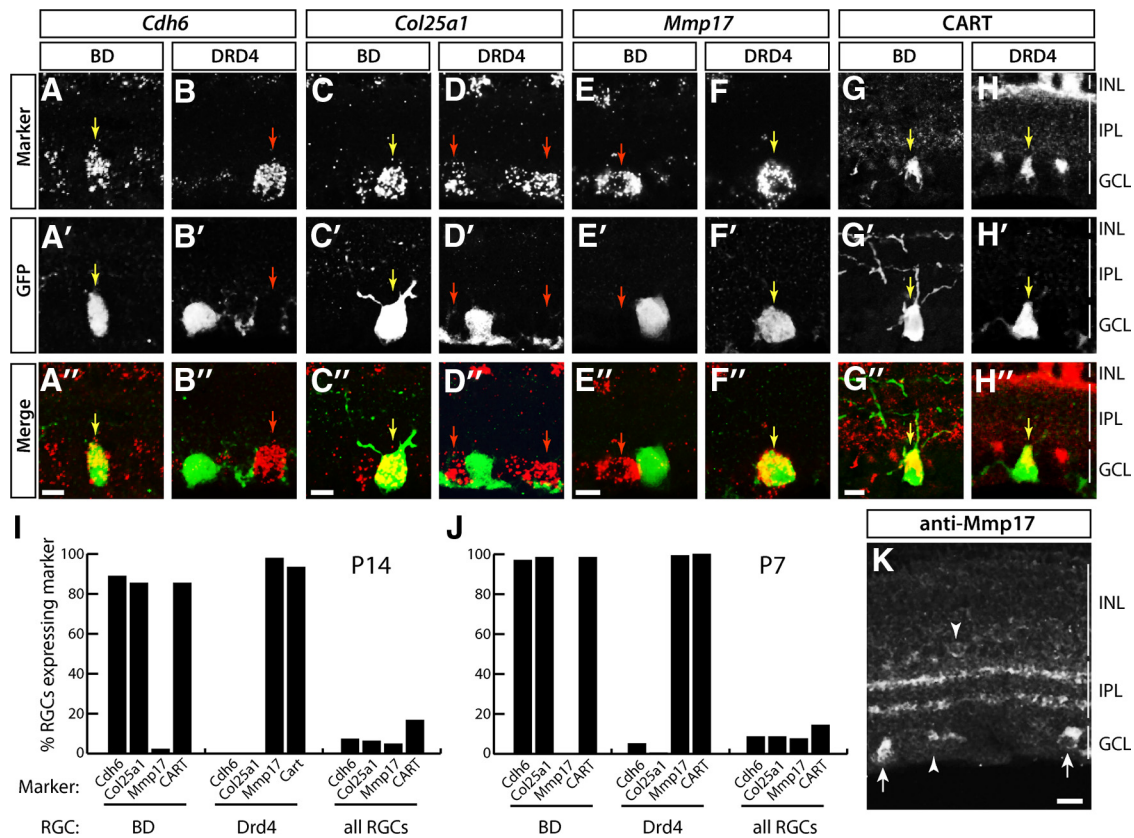 Cdh6 Col25a1 Mmp17 CART
BD DRD4 BD DRD4 BD DRD4 BD DRD4
Marker A B C D E F G H INL
IPL
GCL
GFP A′ B′ C′ D′ E′ F′ G′ H′ INL
IPL
GCL
Merge A″ B″ C″ D″ E″ F″ G″ H″ INL
IPL
GCL
I P14
% RGCs expressing marker
100
80
60
40
20
0
Marker: Cdh6 Col25a1 Mmp17 CART Cdh6 Col25a1 Mmp17 Cart Cdh6 Col25a1 Mmp17 CART
RGC: BD Drd4 all RGCs
J P7
100
80
60
40
20
0
Cdh6 Col25a1 Mmp17 CART Cdh6 Col25a1 Mmp17 CART Cdh6 Col25a1 Mmp17 CART
BD Drd4 all RGCs
anti-Mmp17
K
INL
IPL
GCL